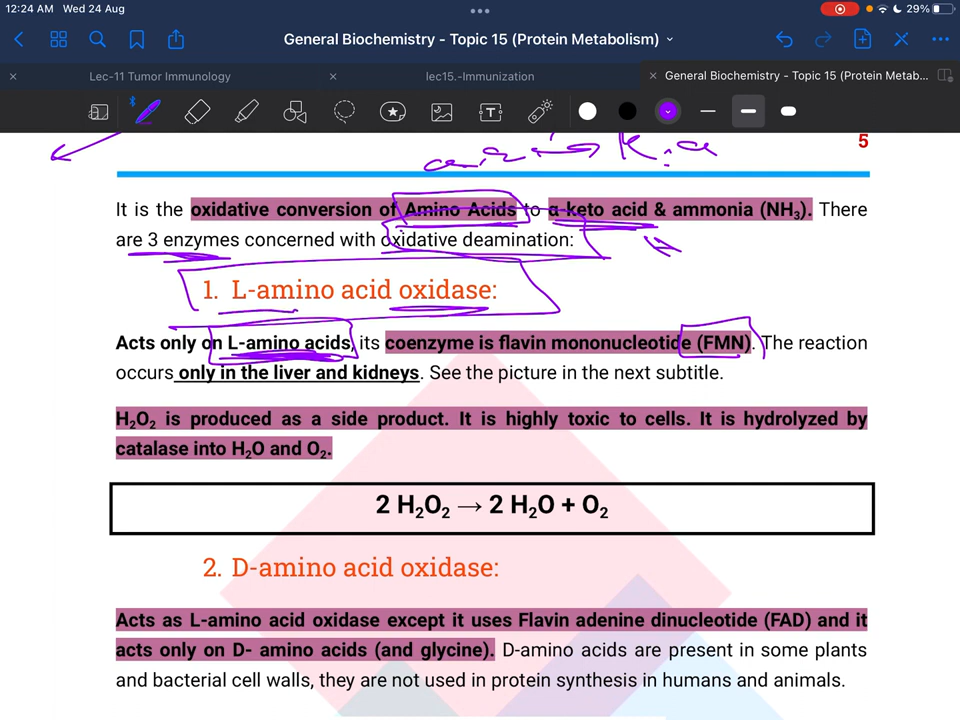 12:24 AM Wed 24 Aug
29%
General Biochemistry - Topic 15 (Protein Metabolism)
Lec-11 Tumor Immunology
lec15.-Immunization
General Biochemistry - Topic 15 (Protein Metab...
5
It is the oxidative conversion of Amino Acids to α-keto acid & ammonia (NH₃). There
are 3 enzymes concerned with oxidative deamination:
1. L-amino acid oxidase:
Acts only on L-amino acids, its coenzyme is flavin mononucleotide (FMN). The reaction
occurs only in the liver and kidneys. See the picture in the next subtitle.
H₂O₂ is produced as a side product. It is highly toxic to cells. It is hydrolyzed by
catalase into H₂O and O₂.
2 H₂O₂ → 2 H₂O + O₂
2. D-amino acid oxidase:
Acts as L-amino acid oxidase except it uses Flavin adenine dinucleotide (FAD) and it
acts only on D- amino acids (and glycine). D-amino acids are present in some plants
and bacterial cell walls, they are not used in protein synthesis in humans and animals.